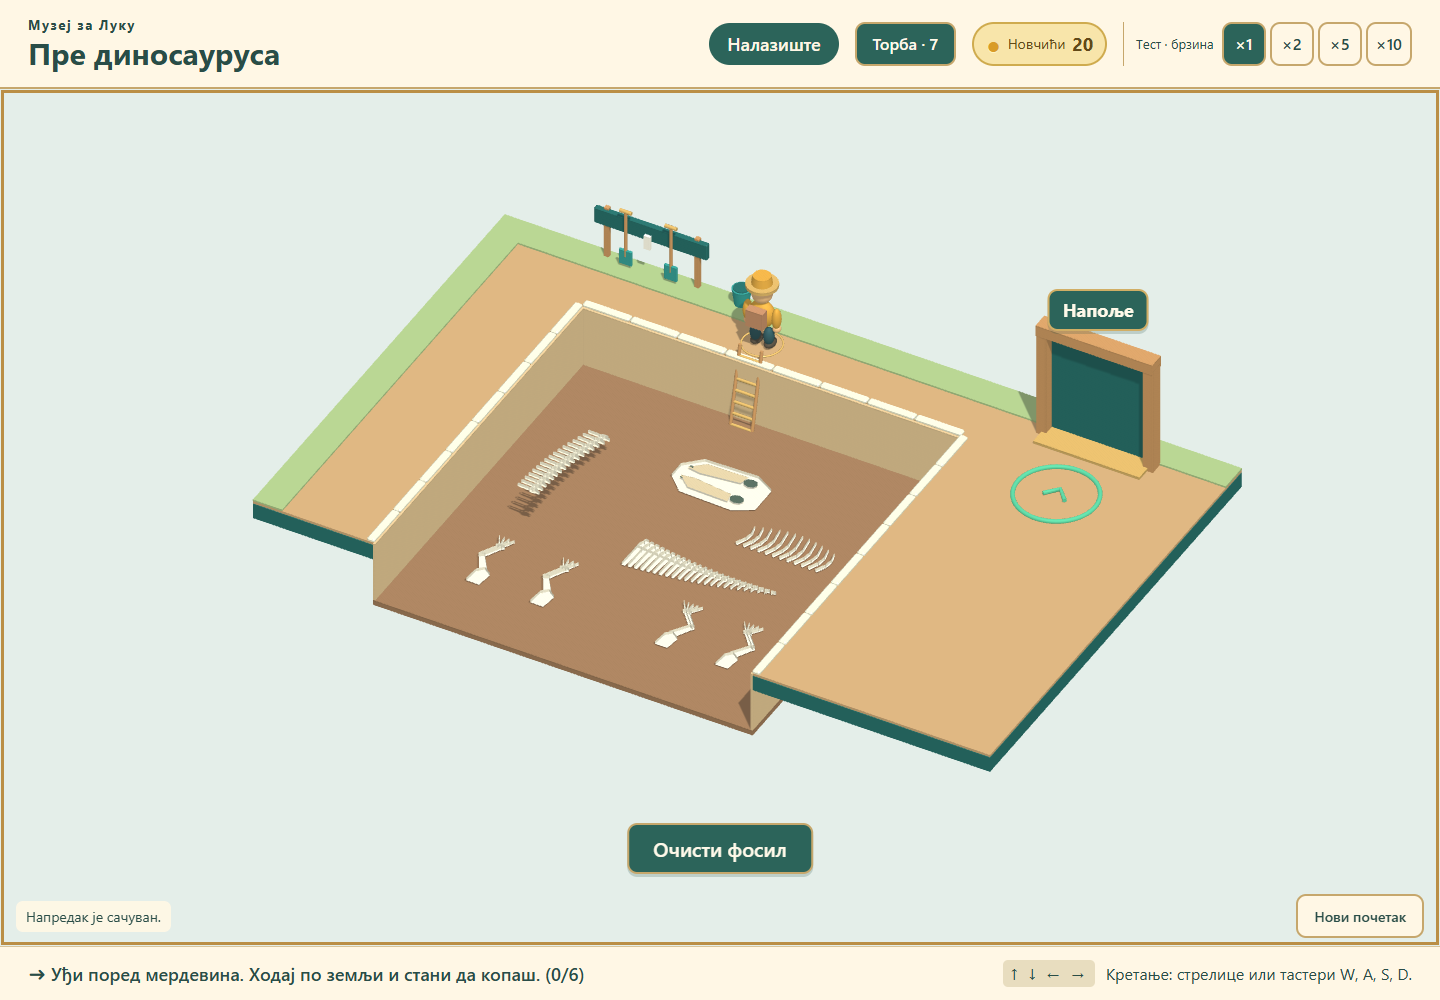 Музеј за Луку
Пре диносауруса
Налазиште
Торба · 7
Новчићи 20
Тест · брзина
×1
×2
×5
×10
Напоље
Очисти фосил
Напредак је сачуван.
Нови почетак
→ Уђи поред мердевина. Ходај по земљи и стани да копаш. (0/6)
↑ ↓ ← → Кретање: стрелице или тастери W, A, S, D.